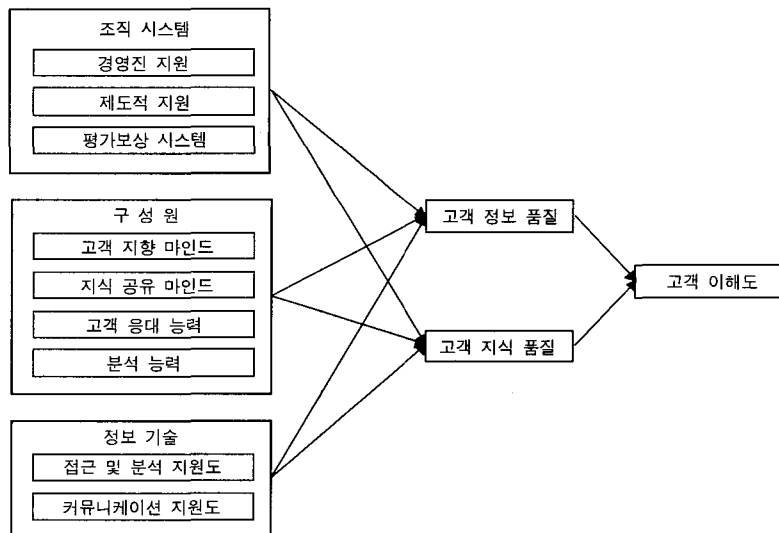 조직 시스템
경영진 지원
제도적 지원
평가보상 시스템
구 성 원
고객 지향 마인드
지식 공유 마인드
고객 응대 능력
분석 능력
정보 기술
접근 및 분석 지원도
커뮤니케이션 지원도
고객 정보 품질
고객 지식 품질
고객 이해도